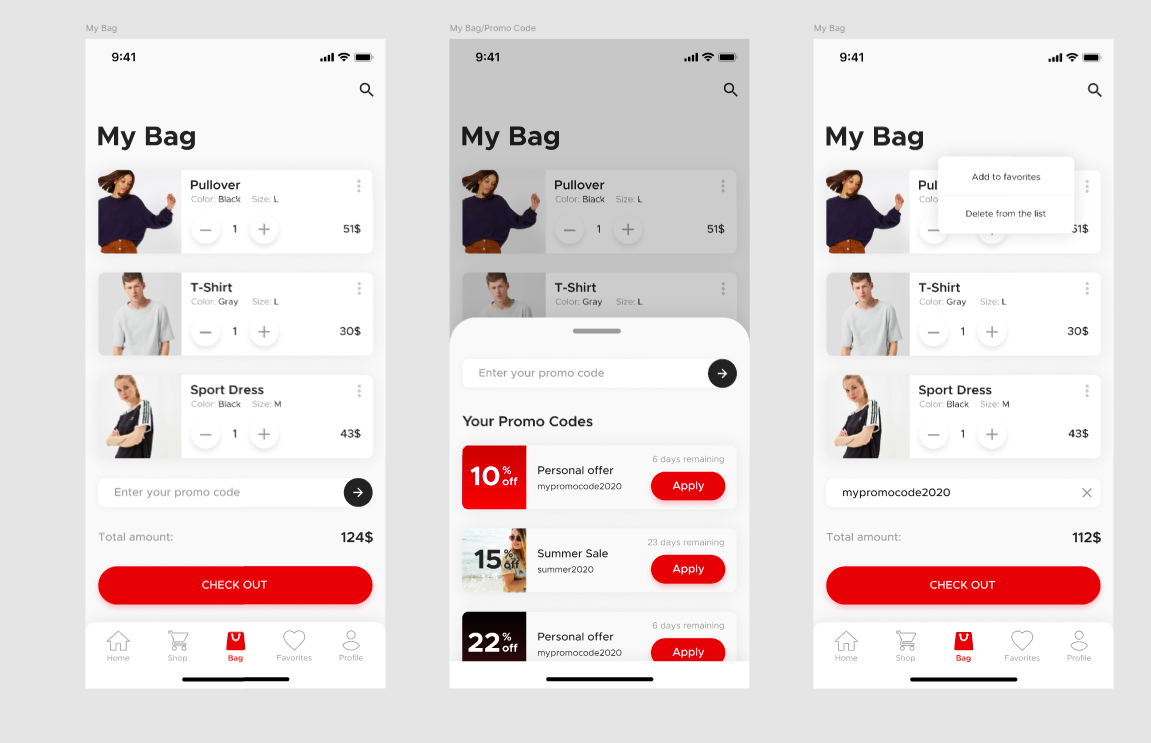 My Bag
9:41
My Bag
Pullover
Color: Black Size: L
1
51$
T-Shirt
Color: Gray Size: L
1
30$
Sport Dress
Color: Black Size: M
1
43$
Enter your promo code
Total amount:
124$
CHECK OUT
Home
Shop
Bag
Favorites
Profile
My Bag/Promo Code
9:41
My Bag
Pullover
Color: Black Size: L
1
51$
T-Shirt
Color: Gray Size: L
Enter your promo code
Your Promo Codes
10% off
Personal offer
mypromocode2020
6 days remaining
Apply
15% off
Summer Sale
summer2020
23 days remaining
Apply
22% off
Personal offer
mypromocode2020
6 days remaining
Apply
My Bag
9:41
My Bag
Add to favorites
Delete from the list
Pul
Colo
51$
T-Shirt
Color: Gray Size: L
1
30$
Sport Dress
Color: Black Size: M
1
43$
mypromocode2020
Total amount:
112$
CHECK OUT
Home
Shop
Bag
Favorites
Profile